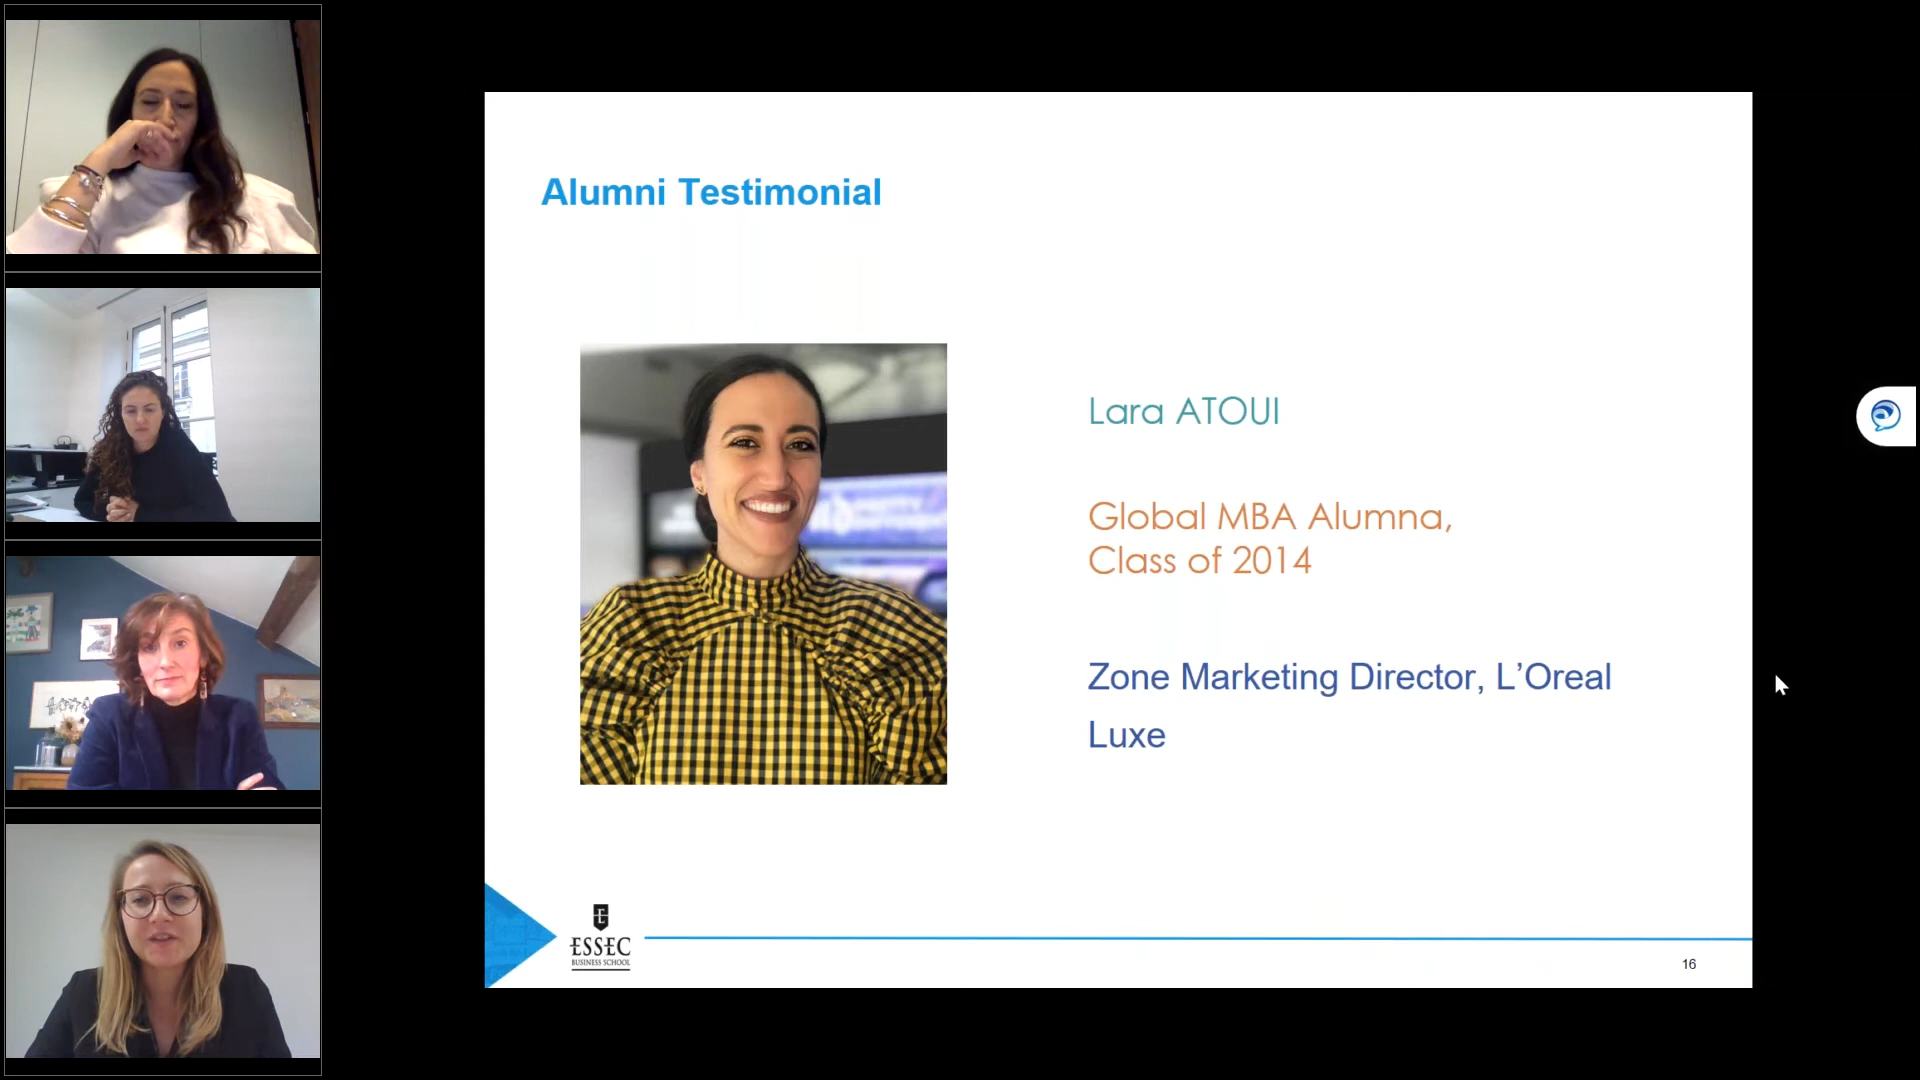 Alumni Testimonial
Lara ATOUI
Global MBA Alumna,
Class of 2014
Zone Marketing Director, L’Oreal
Luxe
ESSEC
BUSINESS SCHOOL
16